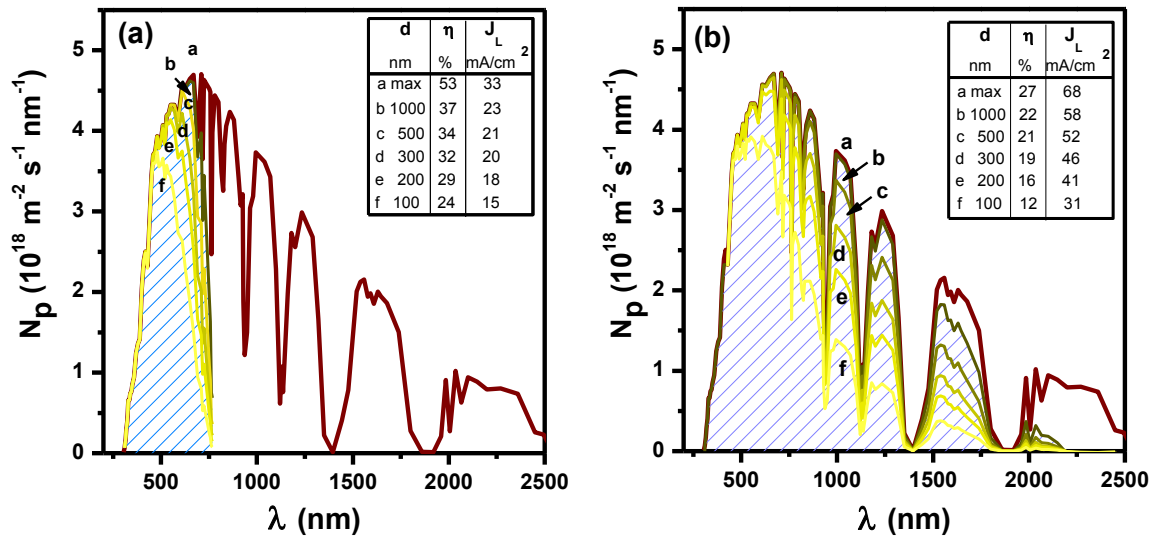 (a)
d η J_L
nm % mA/cm²
a max 53 33
b 1000 37 23
c 500 34 21
d 300 32 20
e 200 29 18
f 100 24 15
a
b
c
d
e
f
5
4
3
2
1
0
N_p (10^18 m^-2 s^-1 nm^-1)
500 1000 1500 2000 2500
λ (nm)
(b)
d η J_L
nm % mA/cm²
a max 27 68
b 1000 22 58
c 500 21 52
d 300 19 46
e 200 16 41
f 100 12 31
a
b
c
d
e
f
5
4
3
2
1
0
N_p (10^18 m^-2 s^-1 nm^-1)
500 1000 1500 2000 2500
λ (nm)